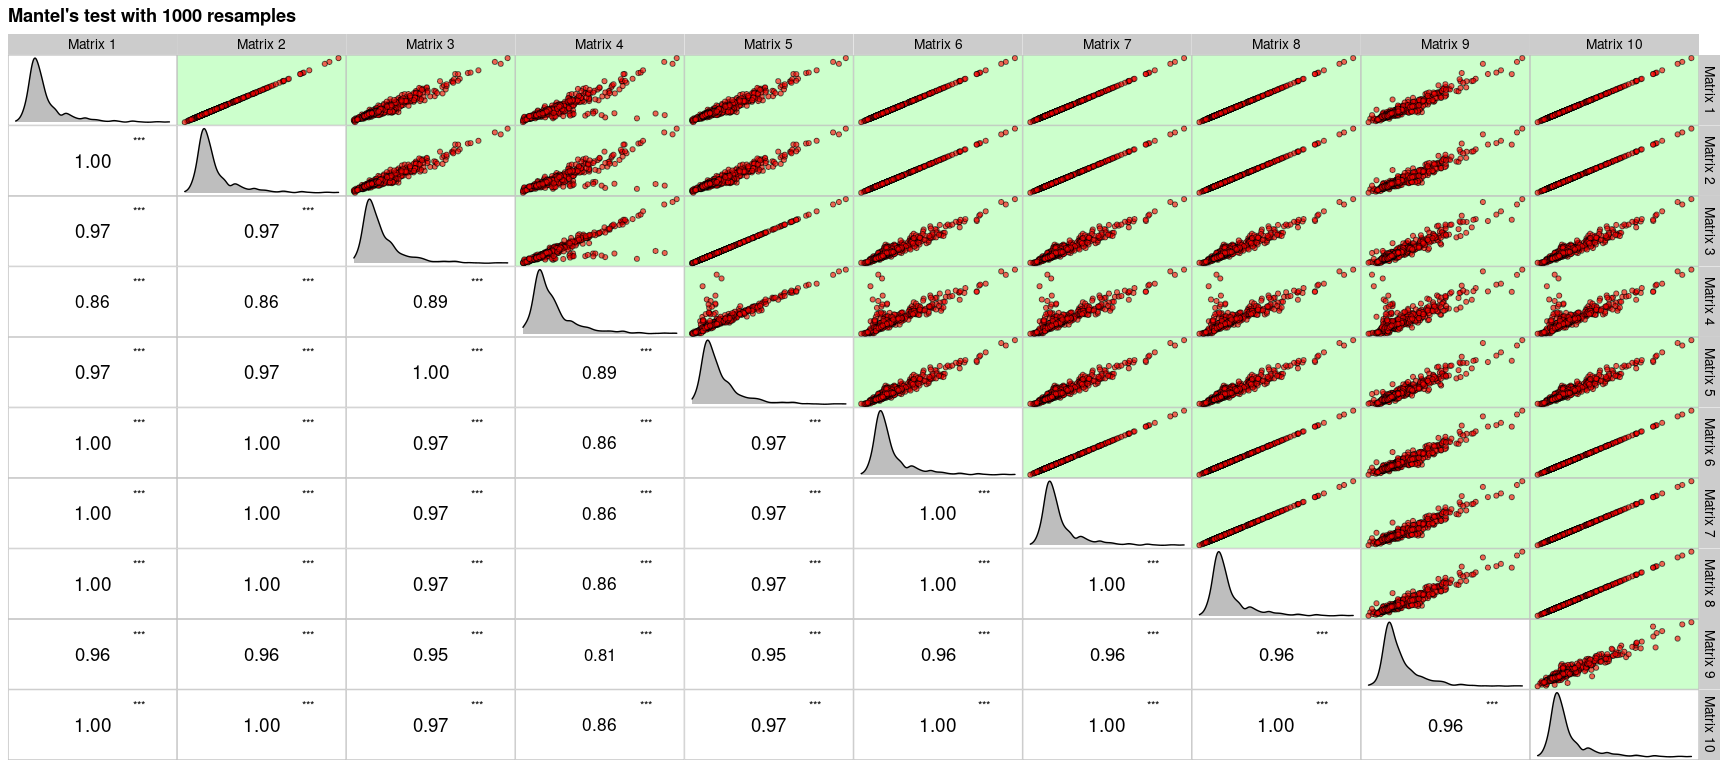 Mantel's test with 1000 resamples
Matrix 1 Matrix 2 Matrix 3 Matrix 4 Matrix 5 Matrix 6 Matrix 7 Matrix 8 Matrix 9 Matrix 10
Matrix 1
1.00 *** Matrix 2
0.97 *** 0.97 *** Matrix 3
0.86 *** 0.86 *** 0.89 *** Matrix 4
0.97 *** 0.97 *** 1.00 *** 0.89 *** Matrix 5
1.00 *** 1.00 *** 0.97 *** 0.86 *** 0.97 *** Matrix 6
1.00 *** 1.00 *** 0.97 *** 0.86 *** 0.97 *** 1.00 *** Matrix 7
1.00 *** 1.00 *** 0.97 *** 0.86 *** 0.97 *** 1.00 *** 1.00 *** Matrix 8
0.96 *** 0.96 *** 0.95 *** 0.81 *** 0.95 *** 0.96 *** 0.96 *** 0.96 *** Matrix 9
1.00 *** 1.00 *** 0.97 *** 0.86 *** 0.97 *** 1.00 *** 1.00 *** 1.00 *** 0.96 *** Matrix 10